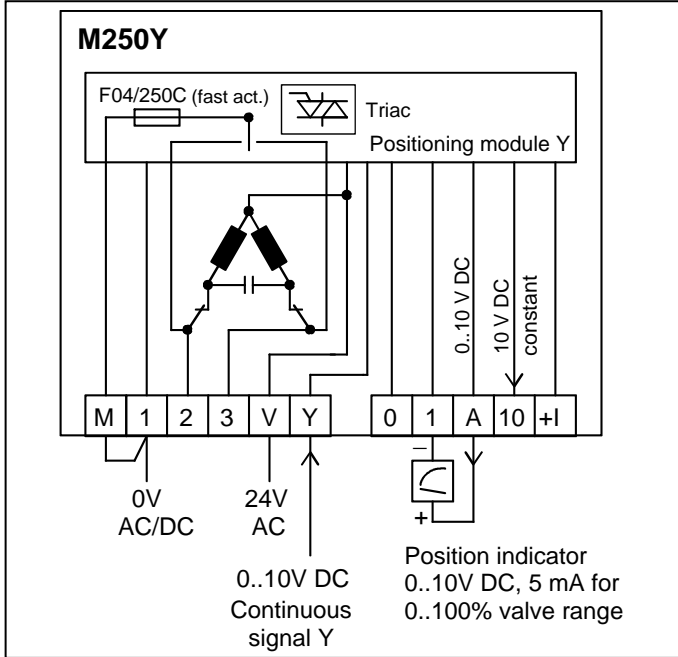 M250Y
F04/250C (fast act.)
Triac
Positioning module Y
0..10 V DC
10 V DC
constant
M 1 2 3 V Y 0 1 A 10 +I
−
+
0V
AC/DC
24V
AC
0..10V DC
Continuous
signal Y
Position indicator
0..10V DC, 5 mA for
0..100% valve range